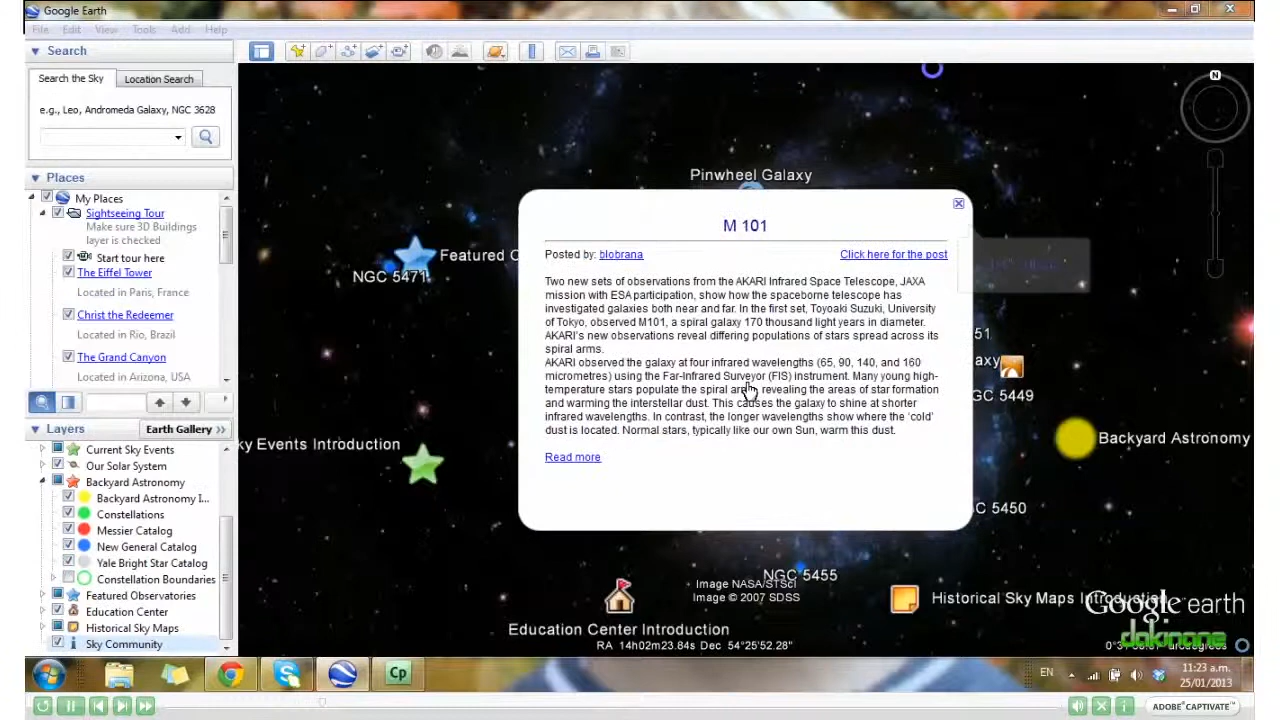 Google Earth
File Edit View Tools Add Help
Search
Search the Sky
Location Search
e.g., Leo, Andromeda Galaxy, NGC 3628
Places
My Places
Sightseeing Tour
Make sure 3D Buildings
layer is checked
Start tour here
The Eiffel Tower
Located in Paris, France
Christ the Redeemer
Located in Rio, Brazil
The Grand Canyon
Located in Arizona, USA
Layers
Earth Gallery >>
Current Sky Events
Our Solar System
Backyard Astronomy
Backyard Astronomy I...
Constellations
Messier Catalog
New General Catalog
Yale Bright Star Catalog
Constellation Boundaries
Featured Observatories
Education Center
Historical Sky Maps
Sky Community
N
Pinwheel Galaxy
Featured O
NGC 5471
M 101
Posted by: blobrana
Click here for the post
Two new sets of observations from the AKARI Infrared Space Telescope, JAXA
mission with ESA participation, show how the spaceborne telescope has
investigated galaxies both near and far. In the first set, Toyoaki Suzuki, University
of Tokyo, observed M101, a spiral galaxy 170 thousand light years in diameter.
AKARI's new observations reveal differing populations of stars spread across its
spiral arms.
AKARI observed the galaxy at four infrared wavelengths (65, 90, 140, and 160
micrometres) using the Far-Infrared Surveyor (FIS) instrument. Many young high-
temperature stars populate the spiral arms, revealing the areas of star formation
and warming the interstellar dust. This causes the galaxy to shine at shorter
infrared wavelengths. In contrast, the longer wavelengths show where the 'cold'
dust is located. Normal stars, typically like our own Sun, warm this dust.
Read more
51
axy
GC 5449
Backyard Astronomy
ky Events Introduction
C 5450
NGC 5455
Image NASA/STScI
Image © 2007 SDSS
Education Center Introduction
Historical Sky Maps Introduction
Google earth
dakinane
RA 14h02m23.84s Dec 54°25'52.28"
arcdegrees
Cp
EN
11:23 a.m.
25/01/2013
ADOBE® CAPTIVATE™